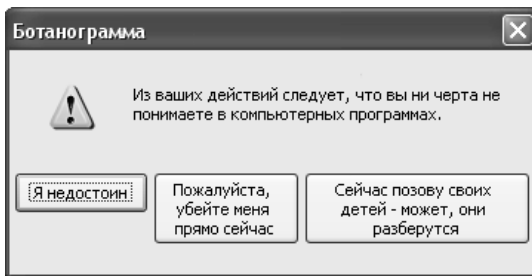 Ботанограмма
Из ваших действий следует, что вы ни черта не
понимаете в компьютерных программах.
Я недостоин
Пожалуйста,
убейте меня
прямо сейчас
Сейчас позову своих
детей - может, они
разберутся